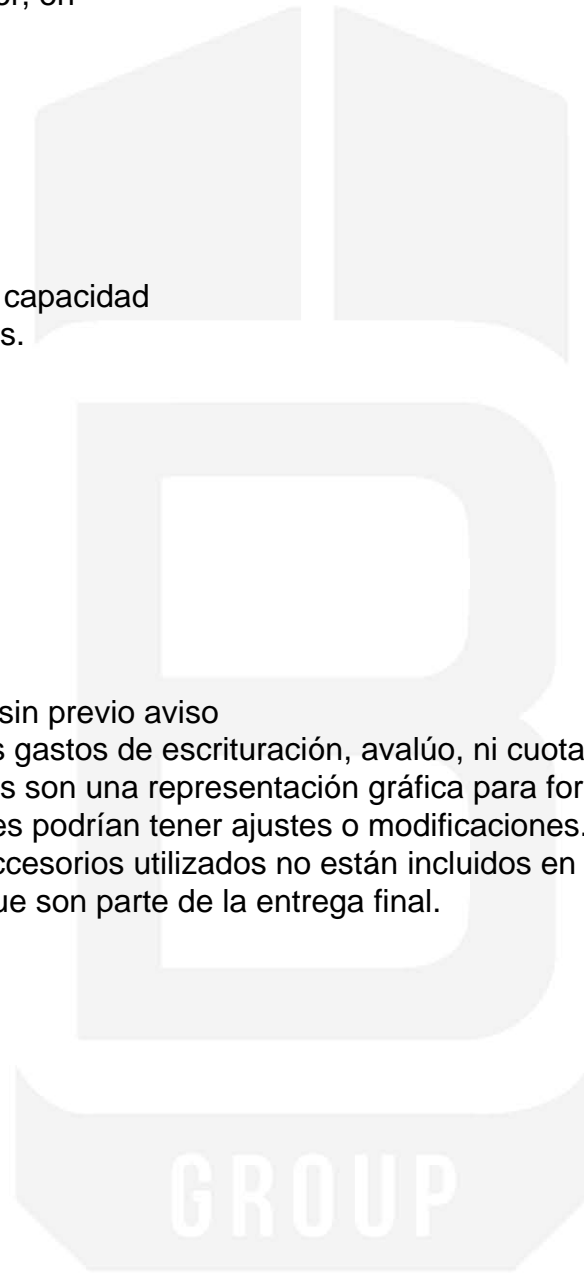 capacidad
s.
sin previo aviso
s gastos de escrituración, avalúo, ni cuota
s son una representación gráfica para for
es podrían tener ajustes o modificaciones.
ccesorios utilizados no están incluidos en
ue son parte de la entrega final.
B
GROUP